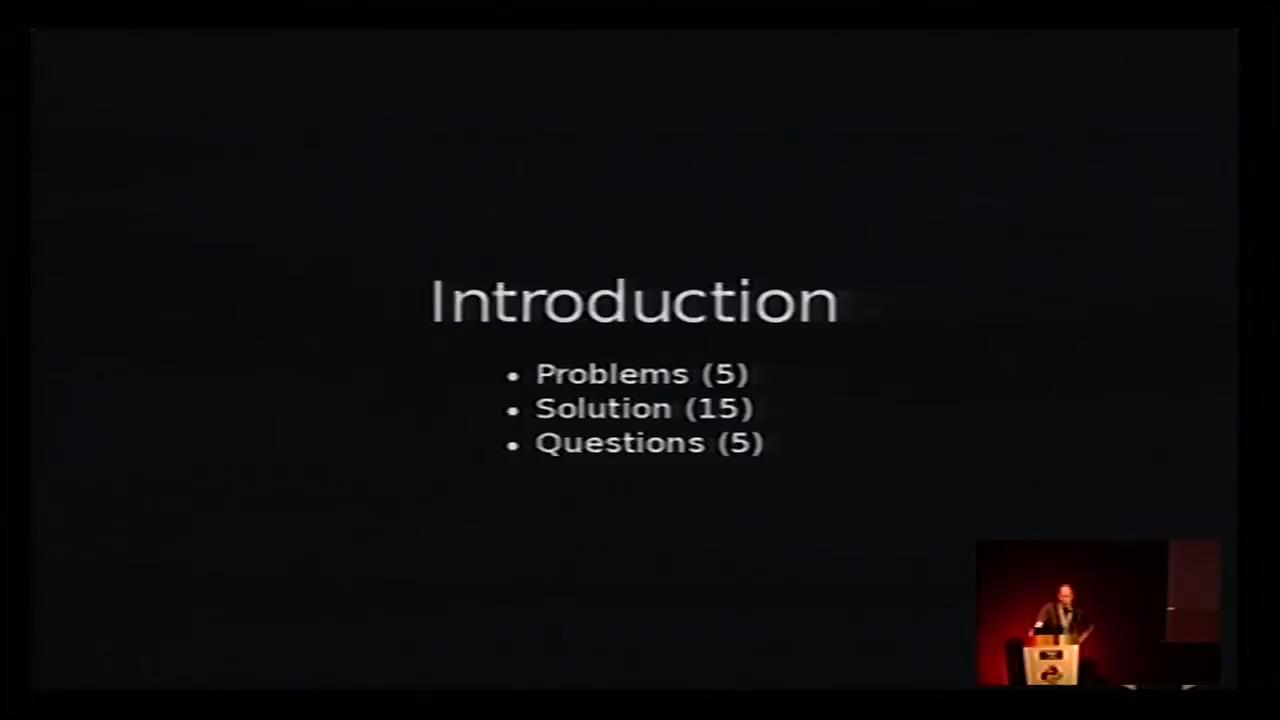 Introduction
• Problems (5)
• Solution (15)
• Questions (5)